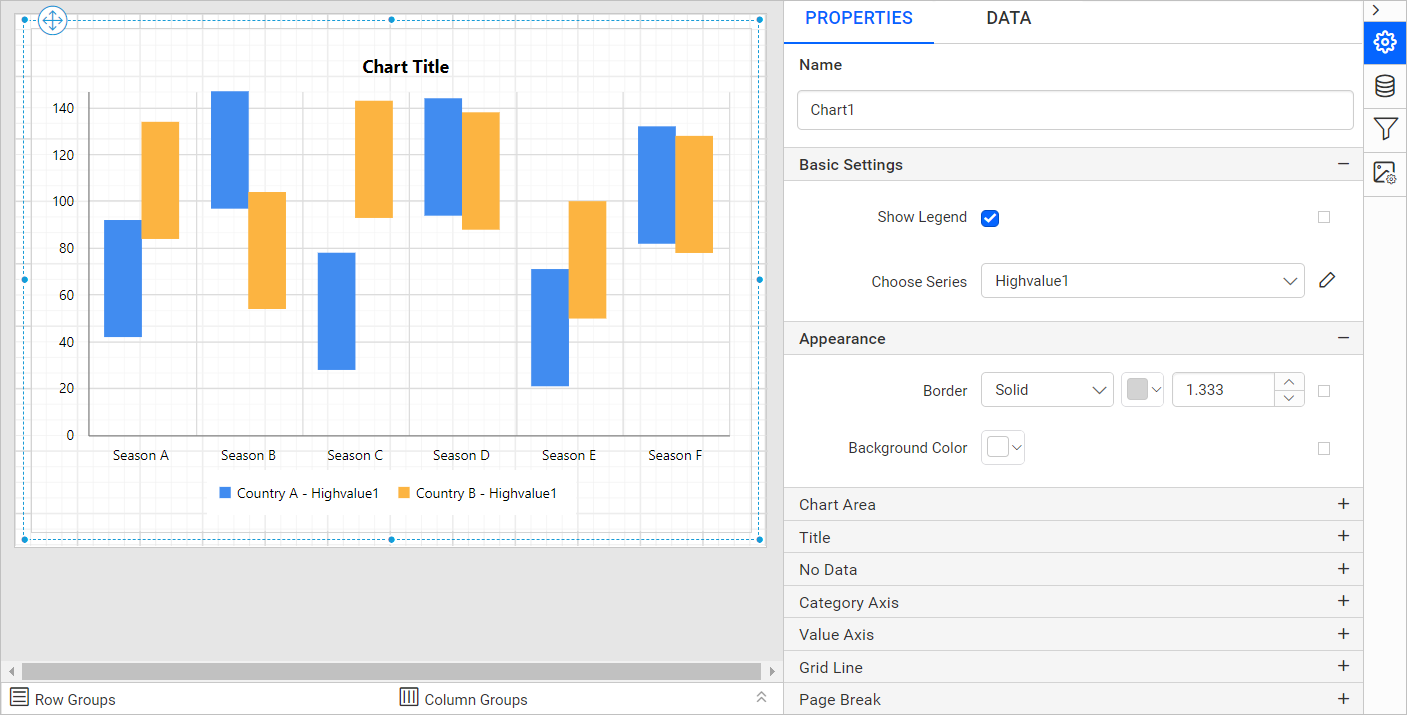 Chart Title
140
120
100
80
60
40
20
0
Season A Season B Season C Season D Season E Season F
Country A - Highvalue1 Country B - Highvalue1
Row Groups Column Groups
PROPERTIES DATA
Name
Chart1
Basic Settings
Show Legend
Choose Series Highvalue1
Appearance
Border Solid 1.333
Background Color
Chart Area
Title
No Data
Category Axis
Value Axis
Grid Line
Page Break